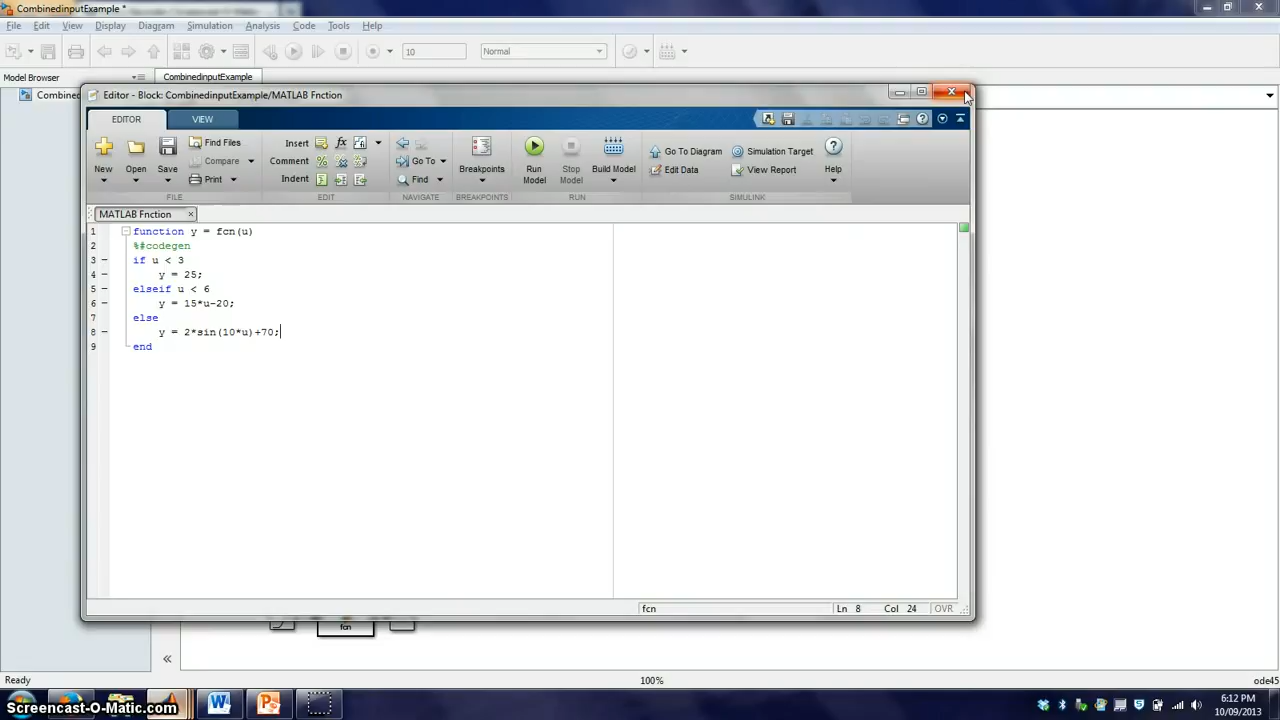 CombinedinputExample *
File Edit View Display Diagram Simulation Analysis Code Tools Help
10 Normal
Model Browser CombinedinputExample
Combined
Editor - Block: CombinedinputExample/MATLAB Fnction
EDITOR VIEW
New Open Save Find Files Compare Print
FILE
Insert fx
Comment
Indent
EDIT
Go To
Find
NAVIGATE
Breakpoints
BREAKPOINTS
Run Model Stop Model Build Model
RUN
Go To Diagram Simulation Target
Edit Data View Report
Help
SIMULINK
MATLAB Fnction
1 function y = fcn(u)
2 %#codegen
3 if u < 3
4 y = 25;
5 elseif u < 6
6 y = 15*u-20;
7 else
8 y = 2*sin(10*u)+70;
9 end
fcn Ln 8 Col 24 OVR
fcn
Ready 100% ode45
Screencast-O-Matic.com
6:12 PM
10/09/2013